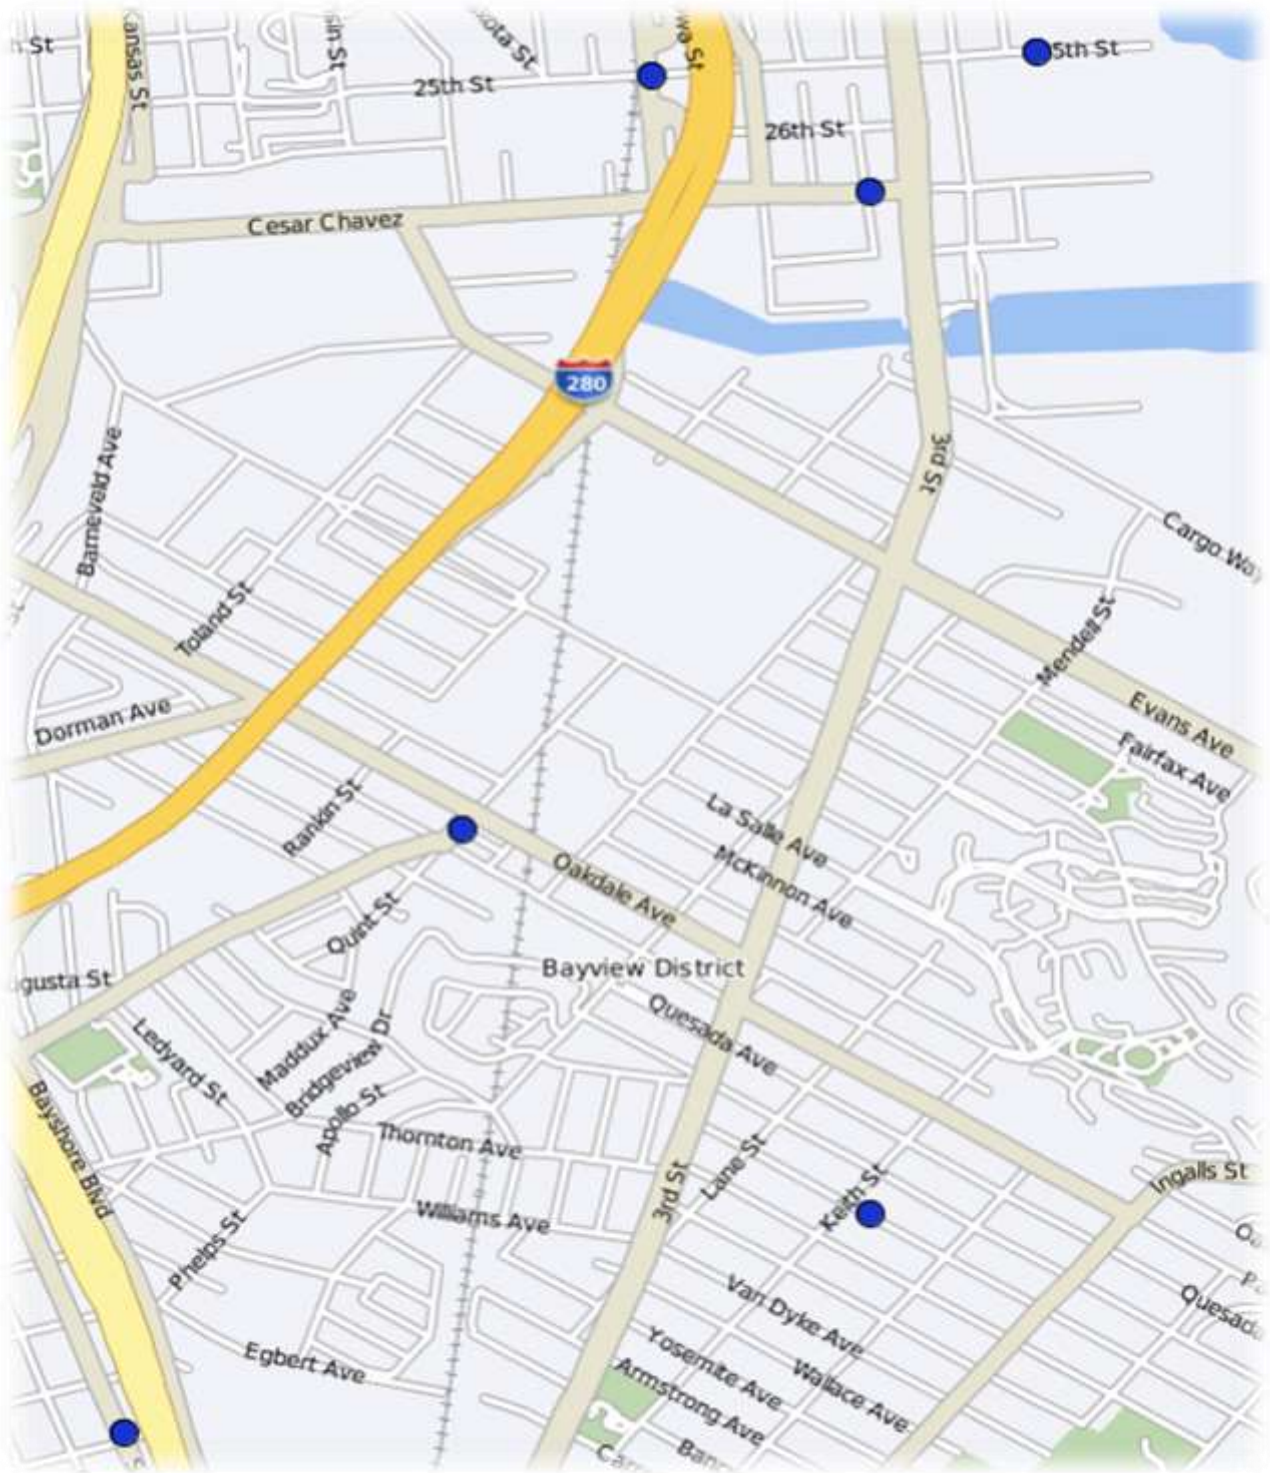 25th St
5th St
26th St
Cesar Chavez
280
3rd St
Barneveld Ave
Cargo Way
Toland St
Mendell St
Dorman Ave
Evans Ave
Fairfax Ave
Rankin St
La Salle Ave
McKinnon Ave
Oakdale Ave
Quint St
Bayview District
gusta St
Quesada Ave
Maddux Ave
Bridgeview Dr
Ledyard St
Apollo St
Bayshore Blvd
Thornton Ave
Lane St
3rd St
Keith St
Ingalls St
Williams Ave
Phelps St
Van Dyke Ave
Quesada
Egbert Ave
Yosemite Ave
Wallace Ave
Armstrong Ave